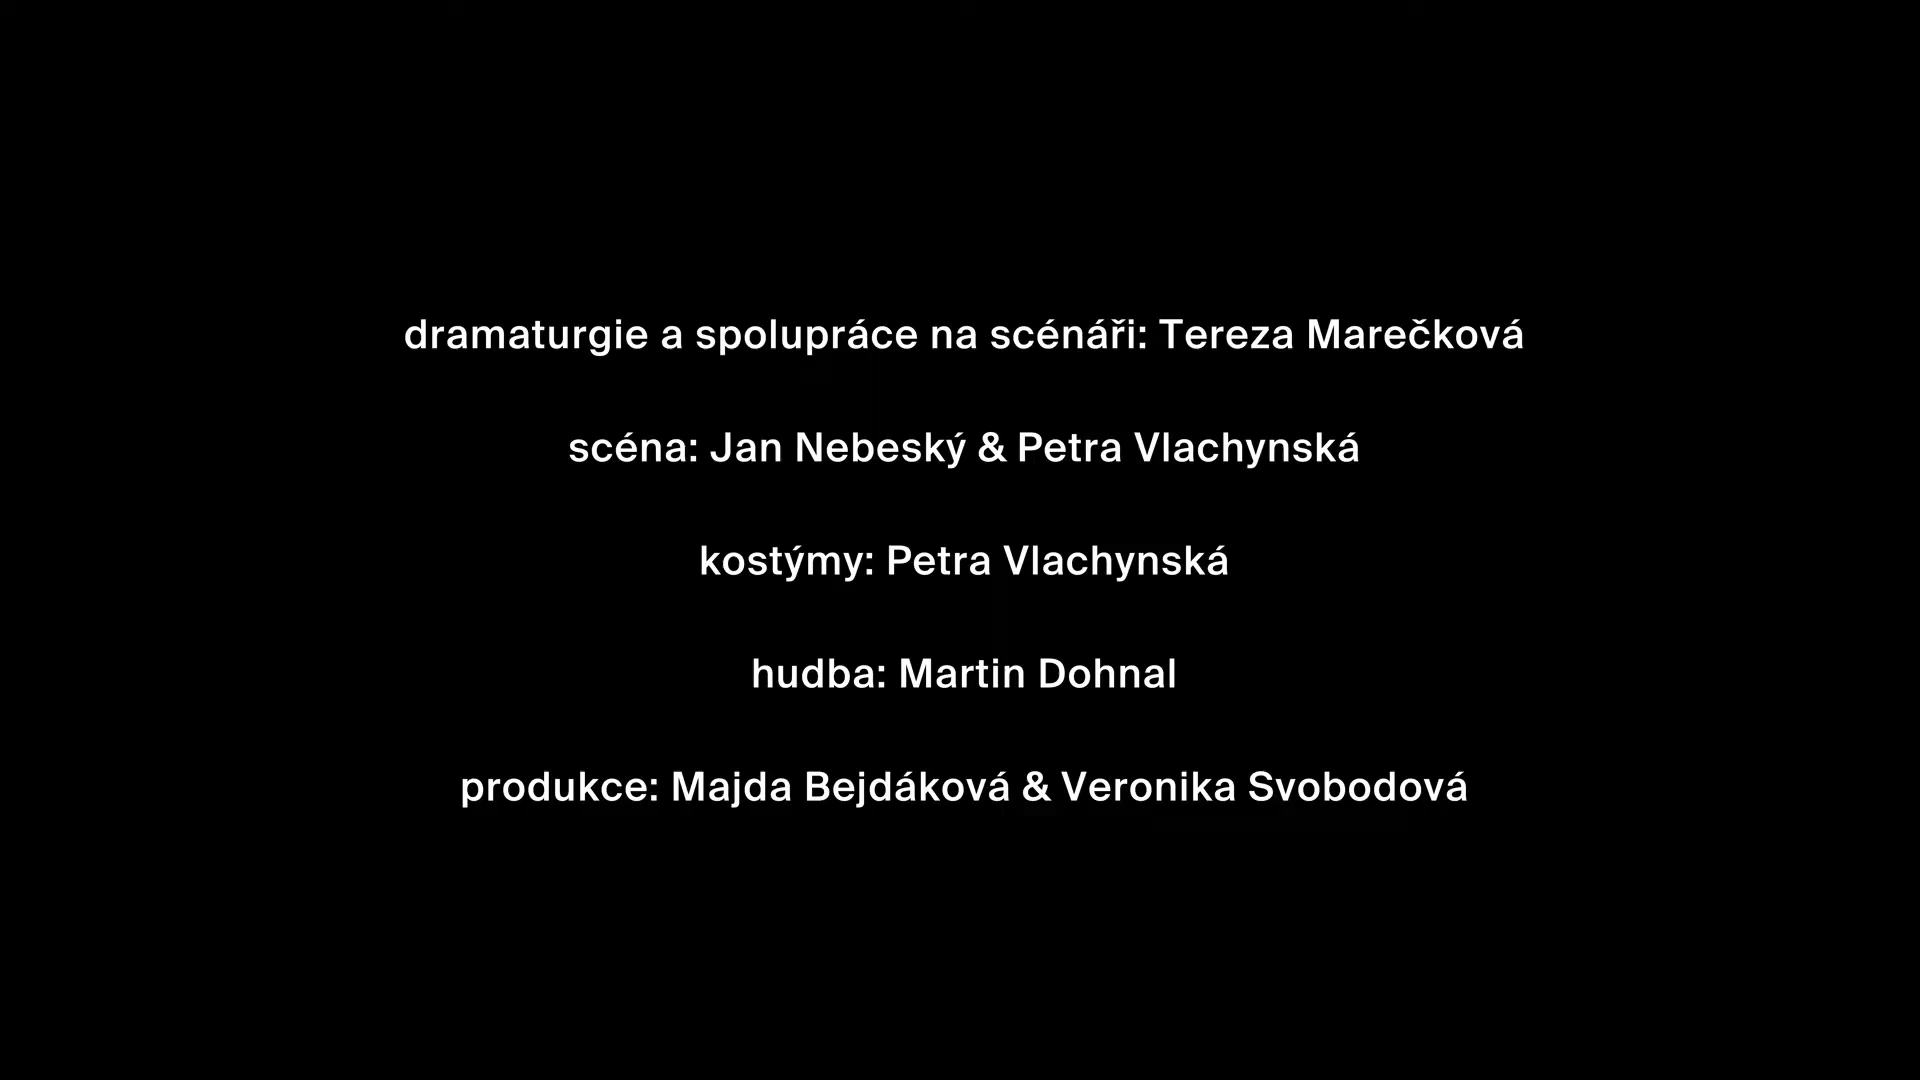 dramaturgie a spolupráce na scénáři: Tereza Marečková
scéna: Jan Nebeský & Petra Vlachynská
kostýmy: Petra Vlachynská
hudba: Martin Dohnal
produkce: Majda Bejdáková & Veronika Svobodová